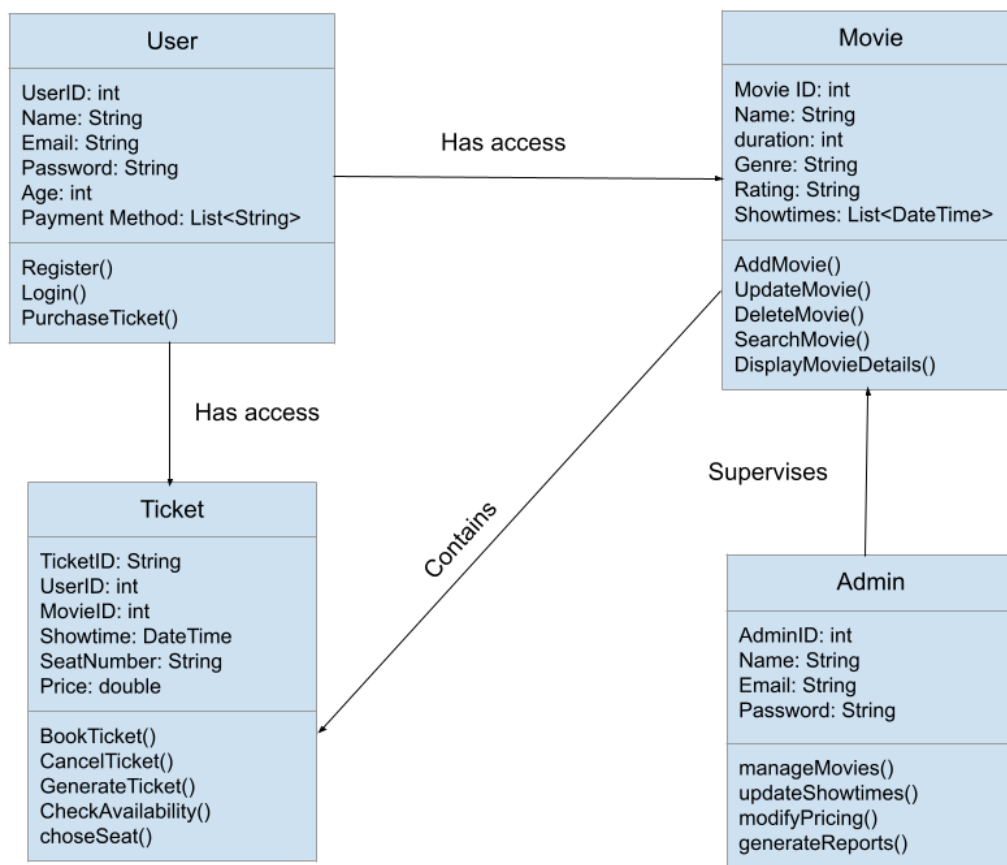 User
UserID: int
Name: String
Email: String
Password: String
Age: int
Payment Method: List<String>
Register()
Login()
PurchaseTicket()
Has access
Movie
Movie ID: int
Name: String
duration: int
Genre: String
Rating: String
Showtimes: List<DateTime>
AddMovie()
UpdateMovie()
DeleteMovie()
SearchMovie()
DisplayMovieDetails()
Has access
Supervises
Contains
Ticket
TicketID: String
UserID: int
MovieID: int
Showtime: DateTime
SeatNumber: String
Price: double
BookTicket()
CancelTicket()
GenerateTicket()
CheckAvailability()
choseSeat()
Admin
AdminID: int
Name: String
Email: String
Password: String
manageMovies()
updateShowtimes()
modifyPricing()
generateReports()